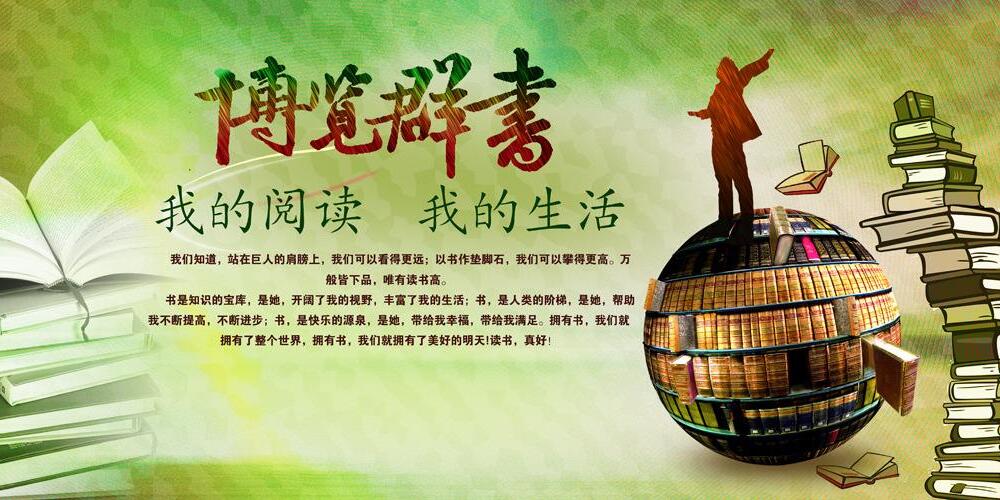 博览群书
我的阅读 我的生活
我们知道，站在巨人的肩膀上，我们可以看得更远；以书作垫脚石，我们可以攀得更高。万
般皆下品，唯有读书高。
书是知识的宝库，是她，开阔了我的视野，丰富了我的生活；书，是人类的阶梯，是她，帮助
我不断提高，不断进步；书，是快乐的源泉，是她，带给我幸福，带给我满足。拥有书，我们就
拥有了整个世界，拥有书，我们就拥有了美好的明天!读书，真好!